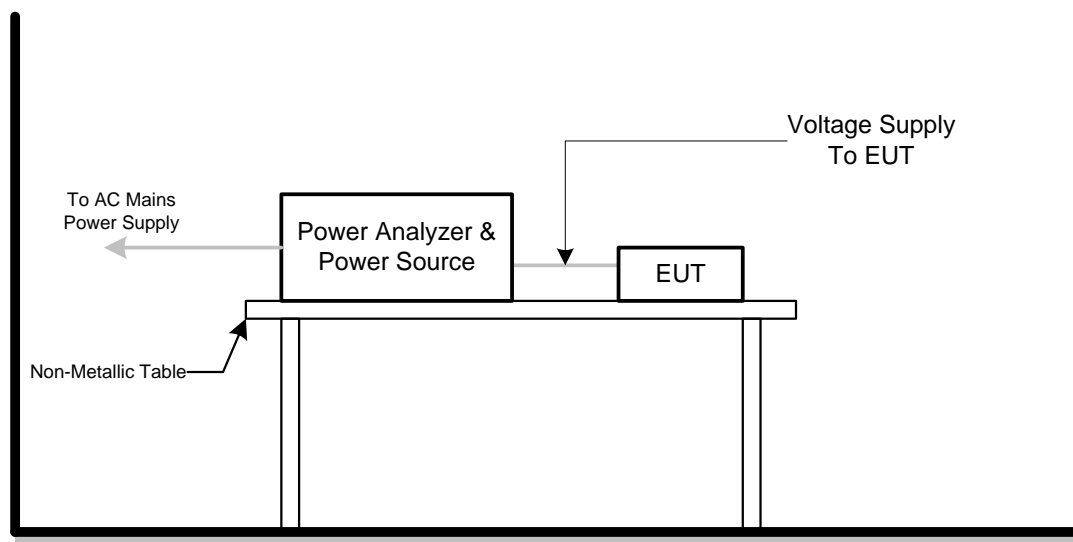 Voltage Supply
To EUT
To AC Mains
Power Supply
Power Analyzer &
Power Source
EUT
Non-Metallic Table